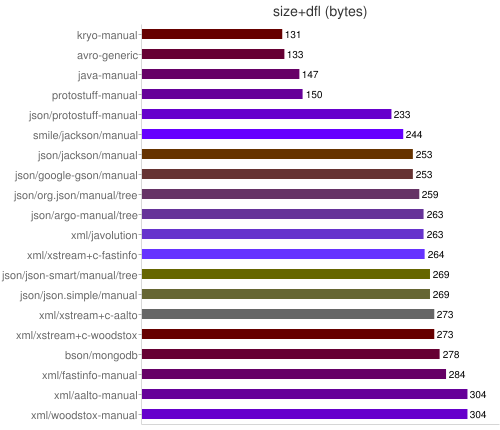 size+dfl (bytes)
kryo-manual 131
avro-generic 133
java-manual 147
protostuff-manual 150
json/protostuff-manual 233
smile/jackson/manual 244
json/jackson/manual 253
json/google-gson/manual 253
json/org.json/manual/tree 259
json/argo-manual/tree 263
xml/javolution 263
xml/xstream+c-fastinfo 264
json/json-smart/manual/tree 269
json/json.simple/manual 269
xml/xstream+c-aalto 273
xml/xstream+c-woodstox 273
bson/mongodb 278
xml/fastinfo-manual 284
xml/aalto-manual 304
xml/woodstox-manual 304